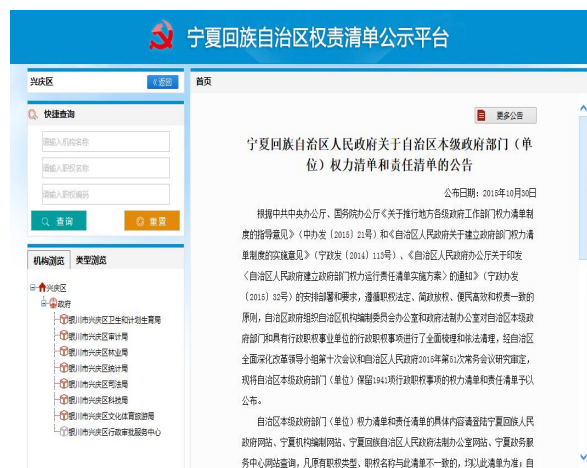 宁夏回族自治区权责清单公示平台
兴庆区
《返回
首页
快捷查询
更多公告
请输入机构名称
请输入职权名称
请输入职权编码
查询
重置
机构浏览 类型浏览
兴庆区
政府
银川市兴庆区卫生和计划生育局
银川市兴庆区审计局
银川市兴庆区林业局
银川市兴庆区统计局
银川市兴庆区司法局
银川市兴庆区科技局
银川市兴庆区文化体育旅游局
银川市兴庆区行政审批服务中心
宁夏回族自治区人民政府关于自治区本级政府部门（单
位）权力清单和责任清单的公告
公布日期：2015年10月30日
根据中共中央办公厅、国务院办公厅《关于推行地方各级政府工作部门权力清单制
度的指导意见》（中办发〔2015〕21号）和《自治区人民政府关于建立政府部门权力清
单制度的实施意见》（宁政发〔2014〕113号）、《自治区人民政府办公厅关于印发
〈自治区人民政府建立政府部门权力运行责任清单实施方案〉的通知》（宁政办发
〔2015〕32号）的安排部署和要求，遵循职权法定、简政放权、便民高效和权责一致的
原则，自治区政府组织自治区机构编制委员会办公室和政府法制办公室对自治区本级政
府部门和具有行政职权事业单位的行政职权事项进行了全面梳理和依法清理，经自治区
全面深化改革领导小组第十次会议和自治区人民政府2015年第51次常务会议研究审定，
现将自治区本级政府部门（单位）保留1941项行政职权事项的权力清单和责任清单予以
公布。
自治区本级政府部门（单位）权力清单和责任清单的具体内容请登陆宁夏回族人民
政府网站、宁夏机构编制网站、宁夏回族自治区人民政府法制办公室网站、宁夏政务服
务中心网站查询，凡原有职权类型、职权名称与此清单不一致的，均以此清单为准；自